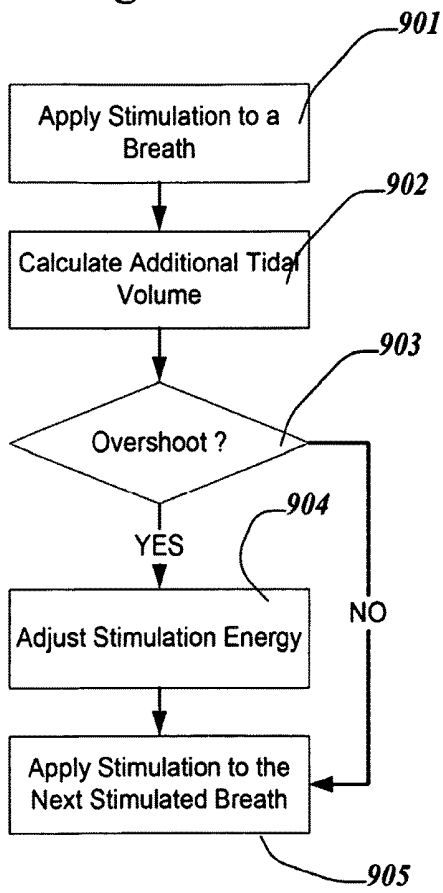 901
Apply Stimulation to a
Breath
902
Calculate Additional Tidal
Volume
903
Overshoot ?
904
YES
NO
Adjust Stimulation Energy
Apply Stimulation to the
Next Stimulated Breath
905